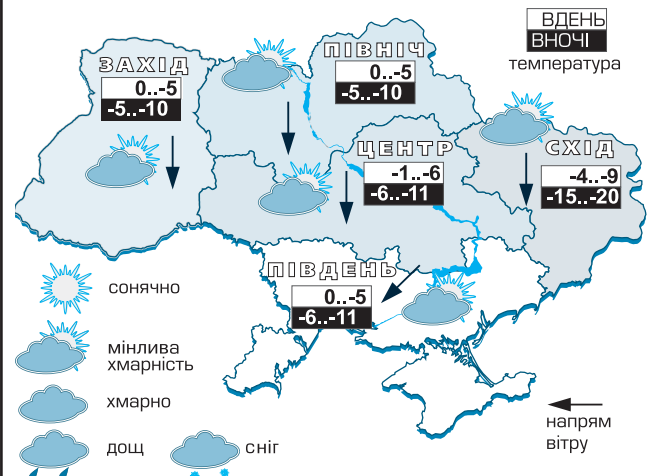 ВДЕНЬ
ВНОЧІ
температура
ЗАХІД
0..-5
-5..-10
ПІВНІЧ
0..-5
-5..-10
ЦЕНТР
-1..-6
-6..-11
СХІД
-4..-9
-15..-20
ПІВДЕНЬ
0..-5
-6..-11
сонячно
мінлива
хмарність
хмарно
дощ
сніг
напрям
вітру